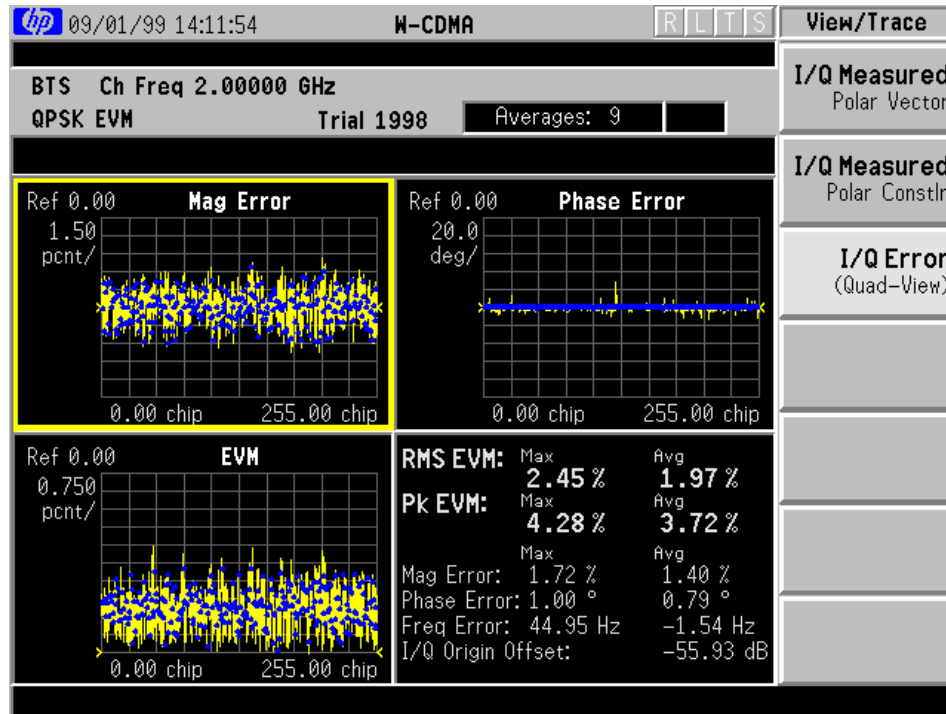 hp 09/01/99 14:11:54 W-CDMA R L T S View/Trace
BTS Ch Freq 2.00000 GHz
QPSK EVM Trial 1998 Averages: 9
I/Q Measured
Polar Vector
I/Q Measured
Polar Constln
I/Q Error
(Quad-View)
Ref 0.00 Mag Error
1.50
pcnt/
0.00 chip 255.00 chip
Ref 0.00 Phase Error
20.0
deg/
0.00 chip 255.00 chip
Ref 0.00 EVM
0.750
pcnt/
0.00 chip 255.00 chip
Max Avg
RMS EVM: 2.45 % 1.97 %
Max Avg
Pk EVM: 4.28 % 3.72 %
Max Avg
Mag Error: 1.72 % 1.40 %
Phase Error: 1.00 ° 0.79 °
Freq Error: 44.95 Hz -1.54 Hz
I/Q Origin Offset: -55.93 dB